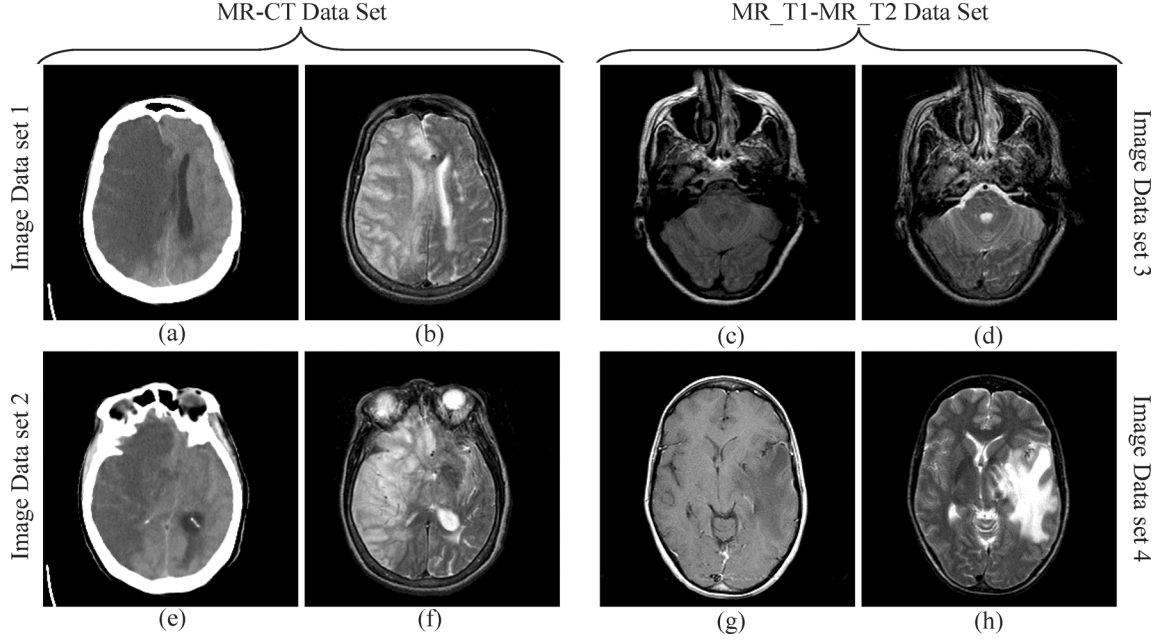 MR-CT Data Set
MR_T1-MR_T2 Data Set
Image Data set 1
Image Data set 3
(a)
(b)
(c)
(d)
Image Data set 2
Image Data set 4
(e)
(f)
(g)
(h)